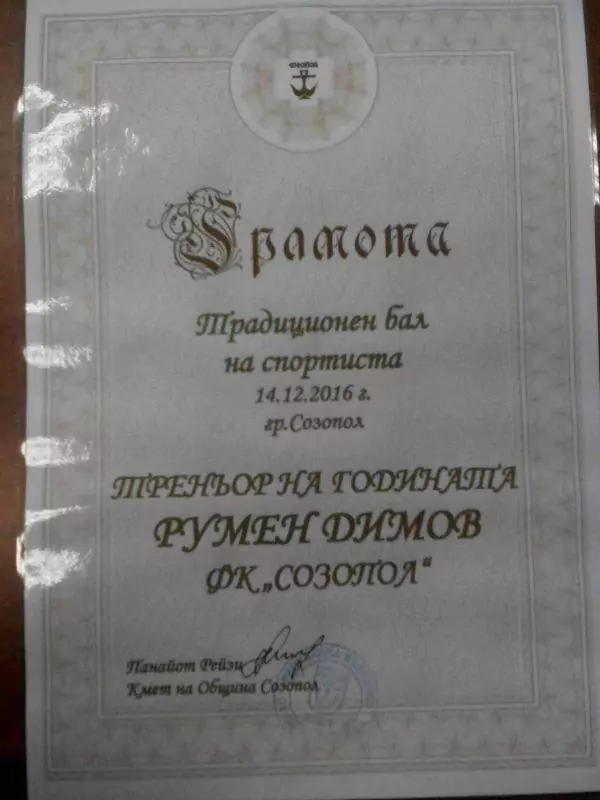 Грамота
Традиционен бал
на спортиста
14.12.2016 г.
гр.Созопол
ТРЕНЬОР НА ГОДИНАТА
РУМЕН ДИМОВ
ФК „СОЗОПОЛ“
Панайот Рейзи
Кмет на Община Созопол